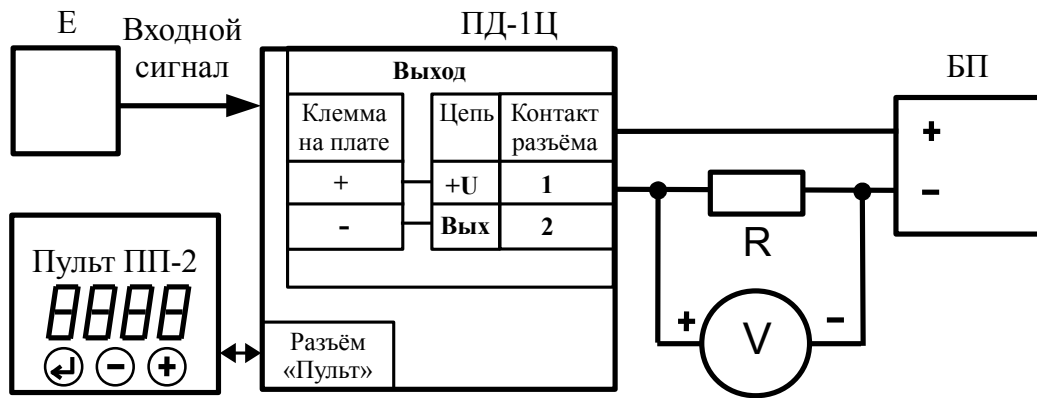 Е
Входной
сигнал
ПД-1Ц
БП
Выход
Клемма
на плате
Цепь
Контакт
разъёма
+
+U
1
-
Вых
2
+
-
R
+
V
-
Пульт ПП-2
8888
- +
Разъём
«Пульт»